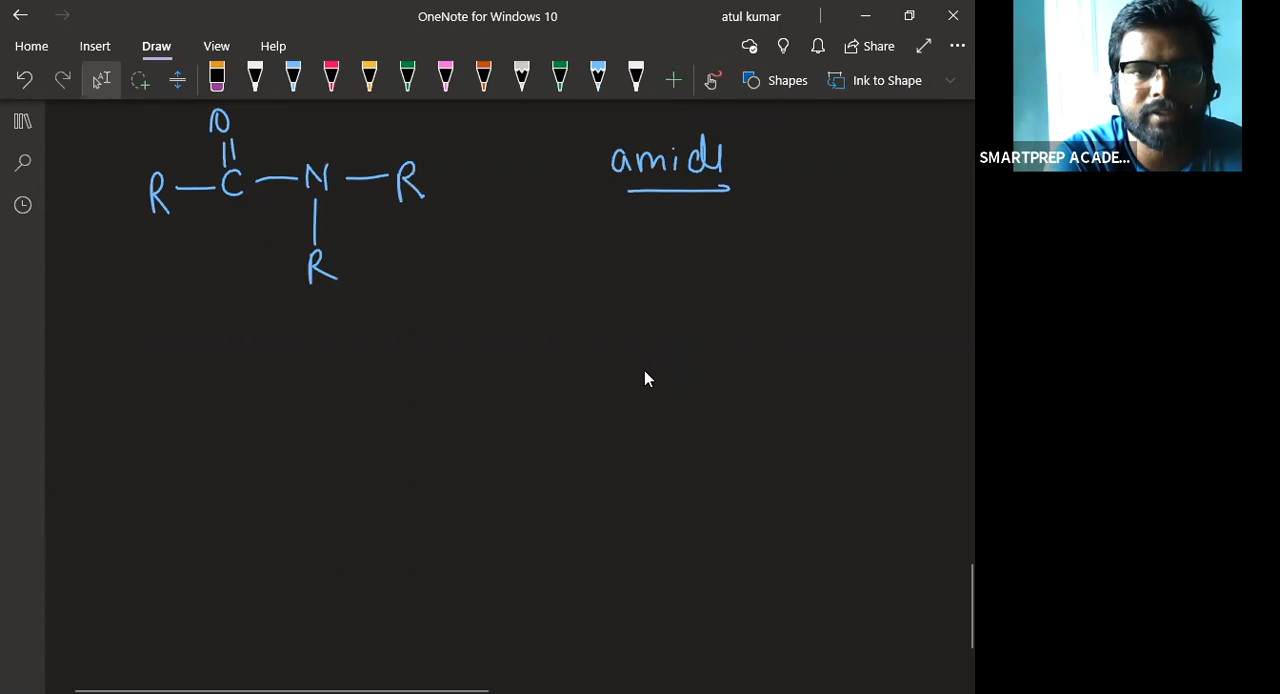 OneNote for Windows 10
atul kumar
Home Insert Draw View Help
Share
Shapes
Ink to Shape
SMARTPREP ACADE...
O
R C N R
R
amide